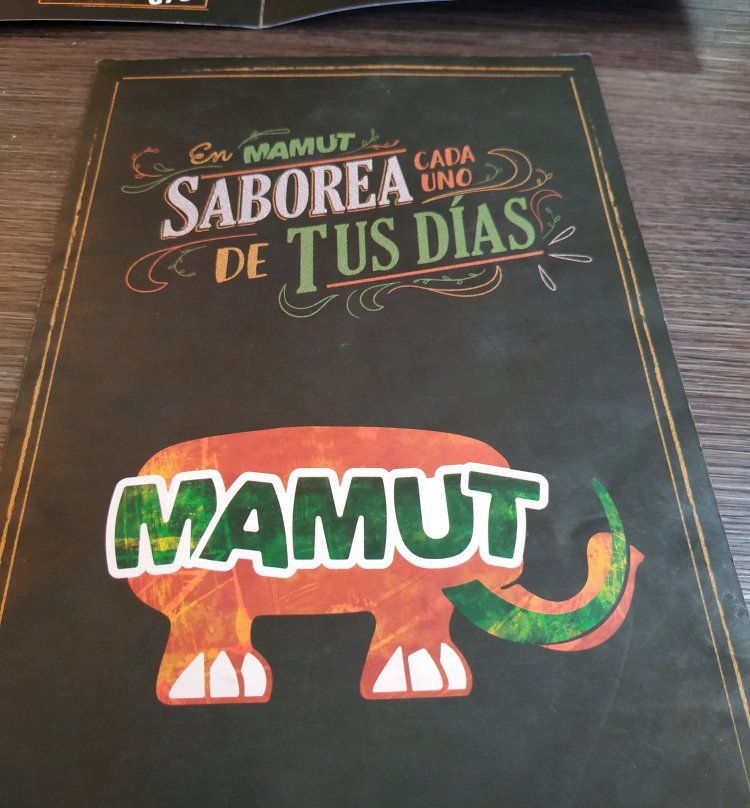 En MAMUT
SABOREA CADA UNO
DE TUS DÍAS
MAMUT